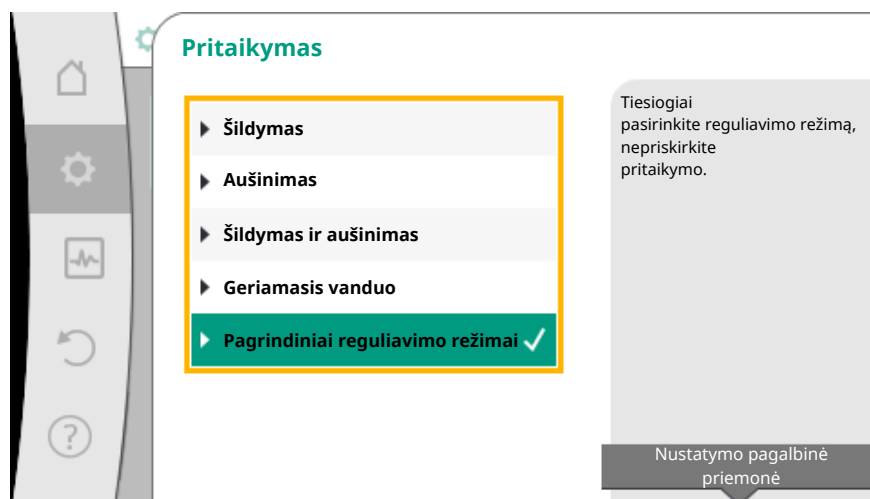 Pritaikymas
Šildymas
Aušinimas
Šildymas ir aušinimas
Geriamasis vanduo
Pagrindiniai reguliavimo režimai
Tiesiogiai
pasirinkite reguliavimo režimą,
nepriskirkite
pritaikymo.
Nustatymo pagalbinė
priemonė
?